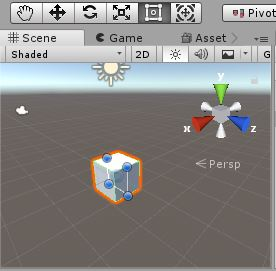 Pivot
Scene Game Asset
Shaded 2D G
y
x z
Persp